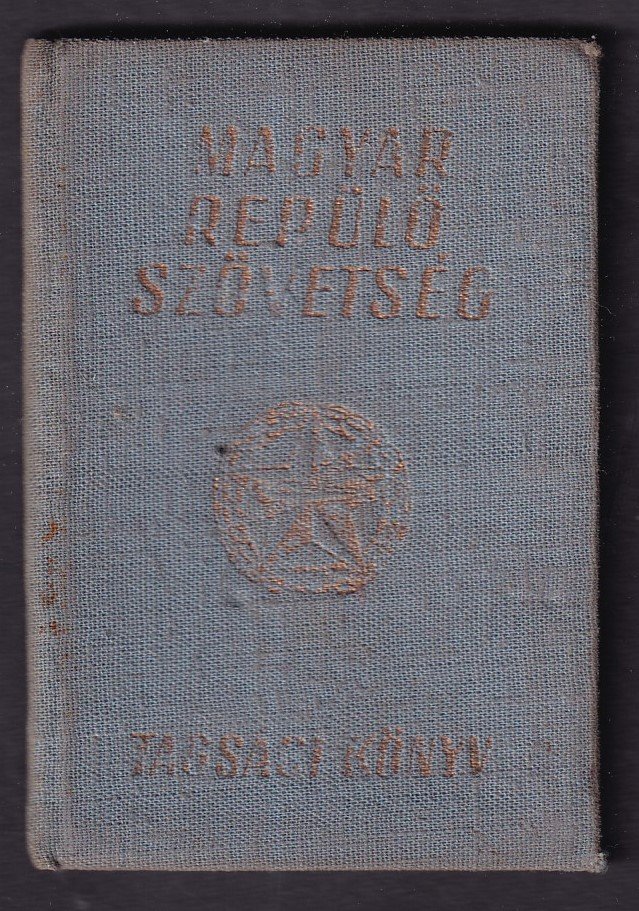 MAGYAR
REPÜLŐ
SZÖVETSÉG
TAGSÁGI KÖNYV